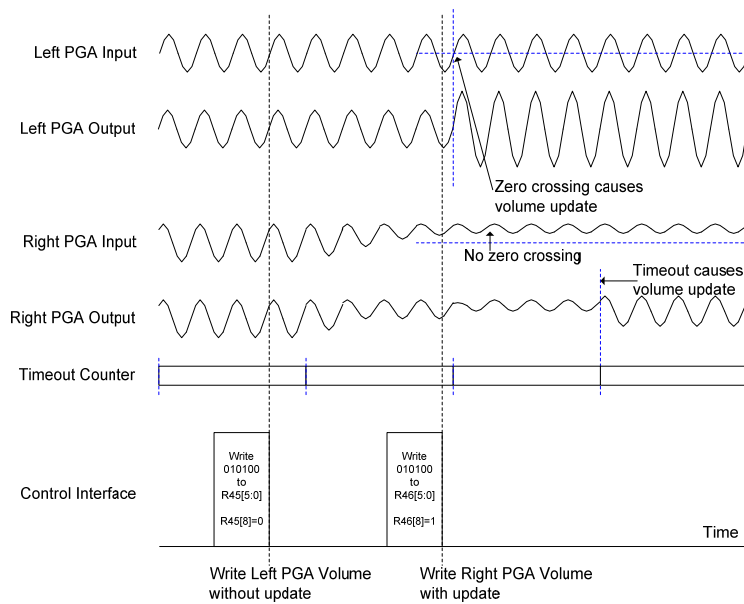 Left PGA Input
Left PGA Output
Zero crossing causes
volume update
Right PGA Input
No zero crossing
Timeout causes
volume update
Right PGA Output
Timeout Counter
Control Interface
Write
010100
to
R45[5:0]
R45[8]=0
Write
010100
to
R46[5:0]
R46[8]=1
Time
Write Left PGA Volume
without update
Write Right PGA Volume
with update